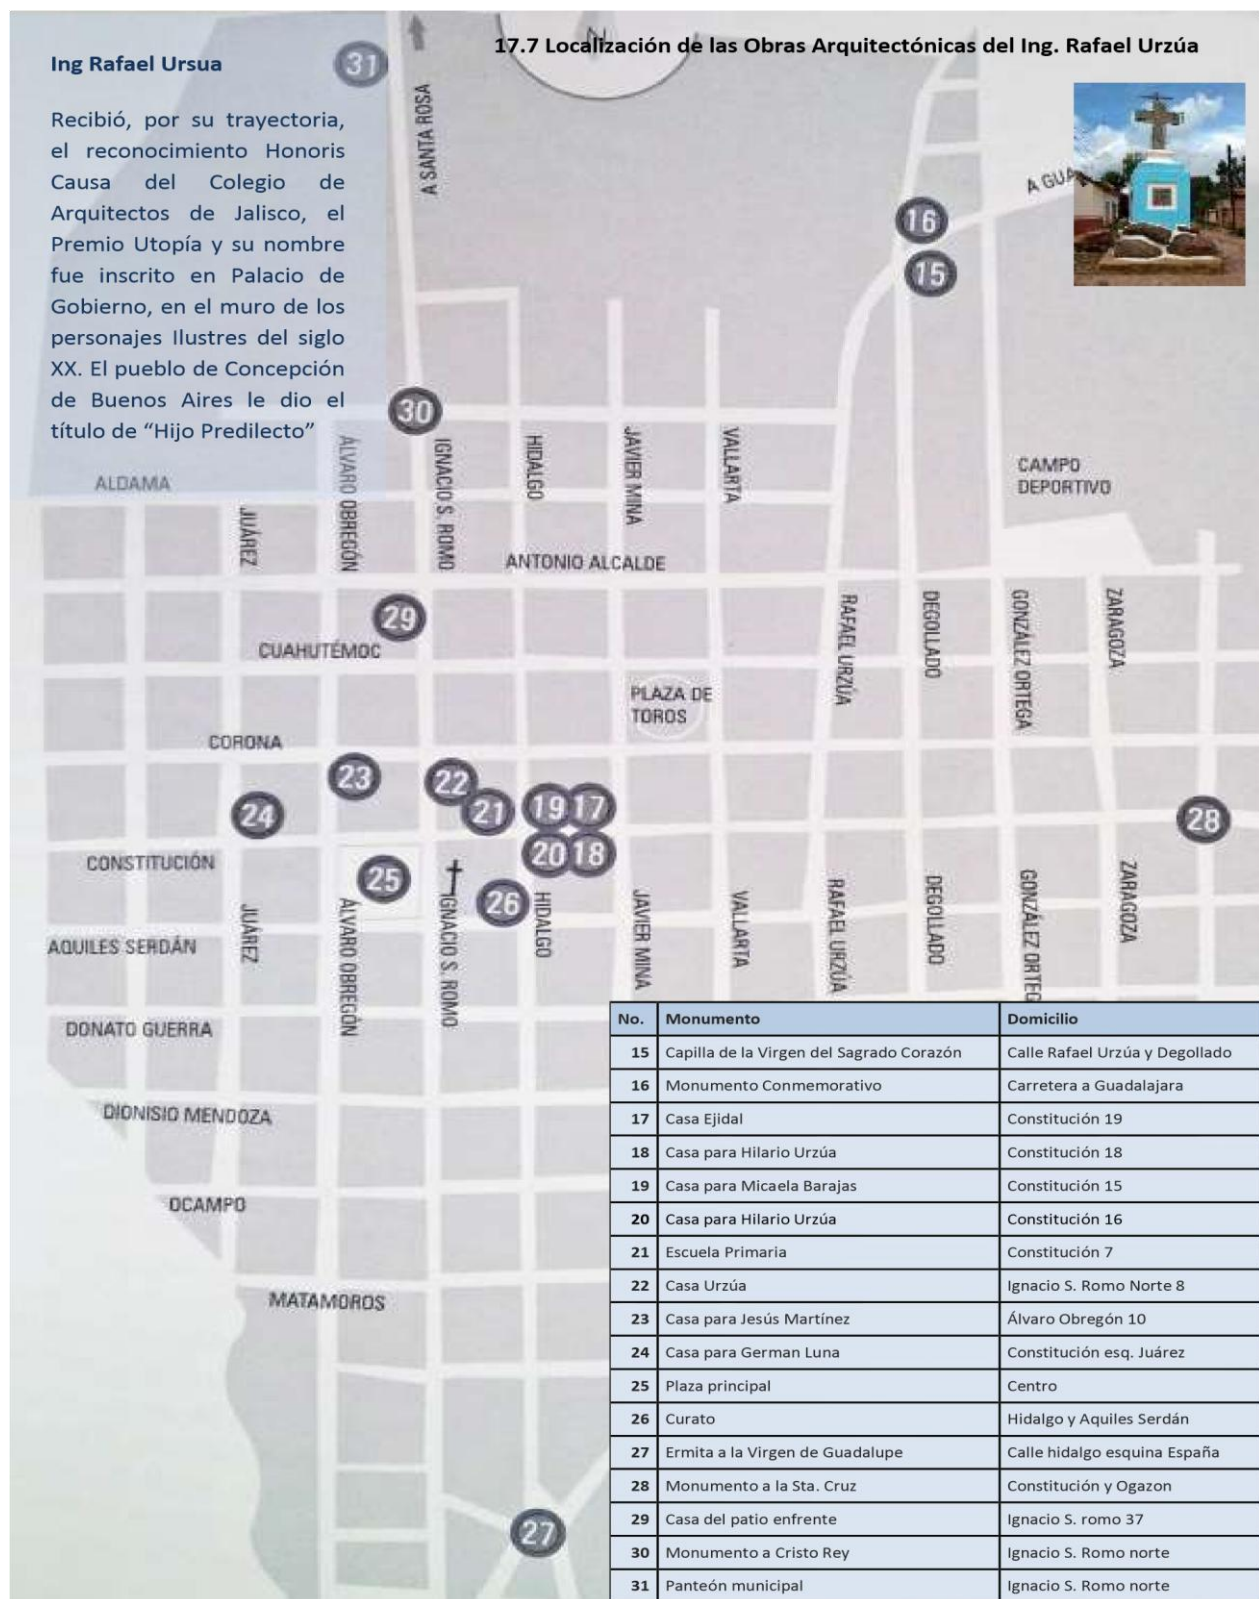 17.7 Localización de las Obras Arquitectónicas del Ing. Rafael Urzúa
Ing Rafael Ursua
Recibió, por su trayectoria,
el reconocimiento Honoris
Causa del Colegio de
Arquitectos de Jalisco, el
Premio Utopía y su nombre
fue inscrito en Palacio de
Gobierno, en el muro de los
personajes Ilustres del siglo
XX. El pueblo de Concepción
de Buenos Aires le dio el
título de “Hijo Predilecto”
N
31
A SANTA ROSA
A GUA
16
15
30
ALDAMA
JUÁREZ
ÁLVARO OBREGÓN
IGNACIO S. ROMO
HIDALGO
JAVIER MINA
VALLARTA
CAMPO
DEPORTIVO
ANTONIO ALCALDE
29
CUAHUTÉMOC
RAFAEL URZÚA
DEGOLLADO
GONZÁLEZ ORTEGA
ZARAGOZA
PLAZA DE
TOROS
CORONA
23
22
24
21
19
17
28
20
18
CONSTITUCIÓN
25
26
AQUILES SERDÁN
JUÁREZ
ÁLVARO OBREGÓN
IGNACIO S. ROMO
HIDALGO
JAVIER MINA
VALLARTA
RAFAEL URZÚA
DEGOLLADO
GONZÁLEZ ORTEG
ZARAGOZA
DONATO GUERRA
DIONISIO MENDOZA
OCAMPO
MATAMOROS
27
No. Monumento Domicilio
15 Capilla de la Virgen del Sagrado Corazón Calle Rafael Urzúa y Degollado
16 Monumento Conmemorativo Carretera a Guadalajara
17 Casa Ejidal Constitución 19
18 Casa para Hilario Urzúa Constitución 18
19 Casa para Micaela Barajas Constitución 15
20 Casa para Hilario Urzúa Constitución 16
21 Escuela Primaria Constitución 7
22 Casa Urzúa Ignacio S. Romo Norte 8
23 Casa para Jesús Martínez Álvaro Obregón 10
24 Casa para German Luna Constitución esq. Juárez
25 Plaza principal Centro
26 Curato Hidalgo y Aquiles Serdán
27 Ermita a la Virgen de Guadalupe Calle hidalgo esquina España
28 Monumento a la Sta. Cruz Constitución y Ogazon
29 Casa del patio enfrente Ignacio S. romo 37
30 Monumento a Cristo Rey Ignacio S. Romo norte
31 Panteón municipal Ignacio S. Romo norte